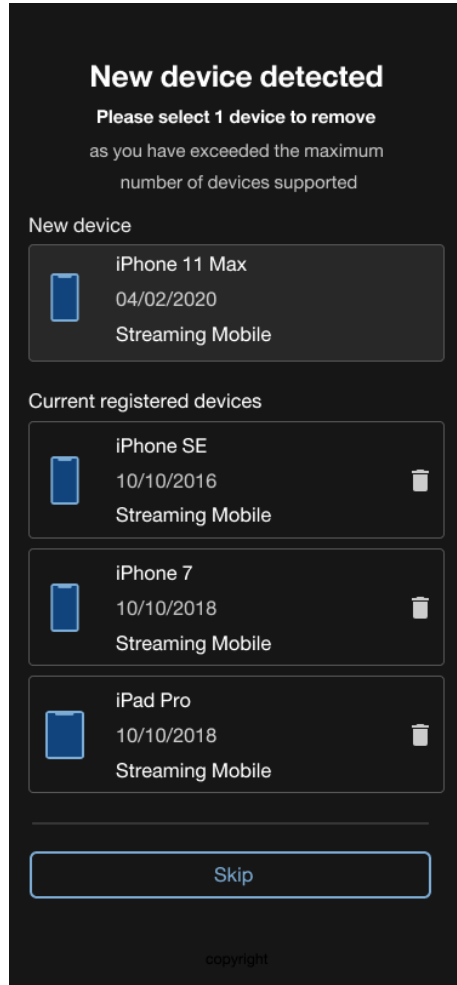 New device detected
Please select 1 device to remove
as you have exceeded the maximum
number of devices supported
New device
iPhone 11 Max
04/02/2020
Streaming Mobile
Current registered devices
iPhone SE
10/10/2016
Streaming Mobile
iPhone 7
10/10/2018
Streaming Mobile
iPad Pro
10/10/2018
Streaming Mobile
Skip
copyright